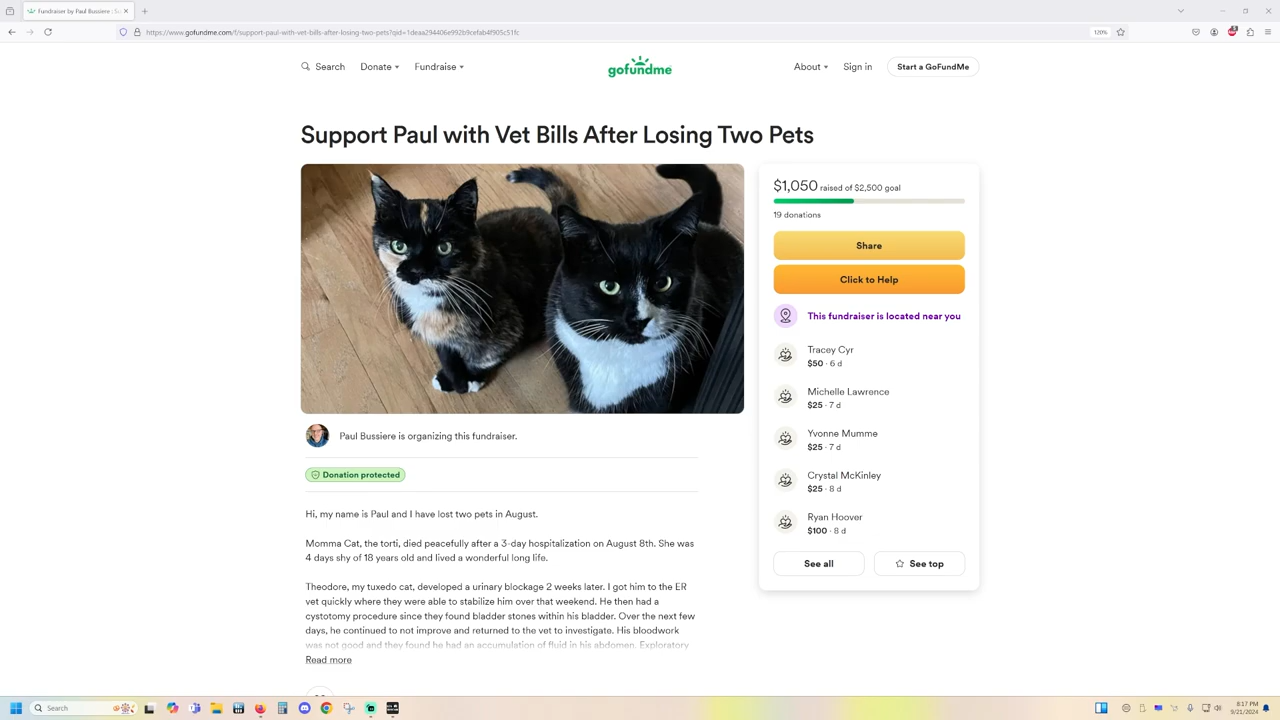 Fundraiser by Paul Bussiere : Su
https://www.gofundme.com/f/support-paul-with-vet-bills-after-losing-two-pets?qid=1deaa294406e992b9cefab4f905c51fc
120%
Search
Donate
Fundraise
gofundme
About
Sign in
Start a GoFundMe
Support Paul with Vet Bills After Losing Two Pets
$1,050 raised of $2,500 goal
19 donations
Share
Click to Help
This fundraiser is located near you
Tracey Cyr
$50 · 6 d
Michelle Lawrence
$25 · 7 d
Yvonne Mumme
$25 · 7 d
Crystal McKinley
$25 · 8 d
Ryan Hoover
$100 · 8 d
See all
See top
Paul Bussiere is organizing this fundraiser.
Donation protected
Hi, my name is Paul and I have lost two pets in August.
Momma Cat, the torti, died peacefully after a 3-day hospitalization on August 8th. She was
4 days shy of 18 years old and lived a wonderful long life.
Theodore, my tuxedo cat, developed a urinary blockage 2 weeks later. I got him to the ER
vet quickly where they were able to stabilize him over that weekend. He then had a
cystotomy procedure since they found bladder stones within his bladder. Over the next few
days, he continued to not improve and returned to the vet to investigate. His bloodwork
was not good and they found he had an accumulation of fluid in his abdomen. Exploratory
Read more
Search
8:17 PM
9/21/2024